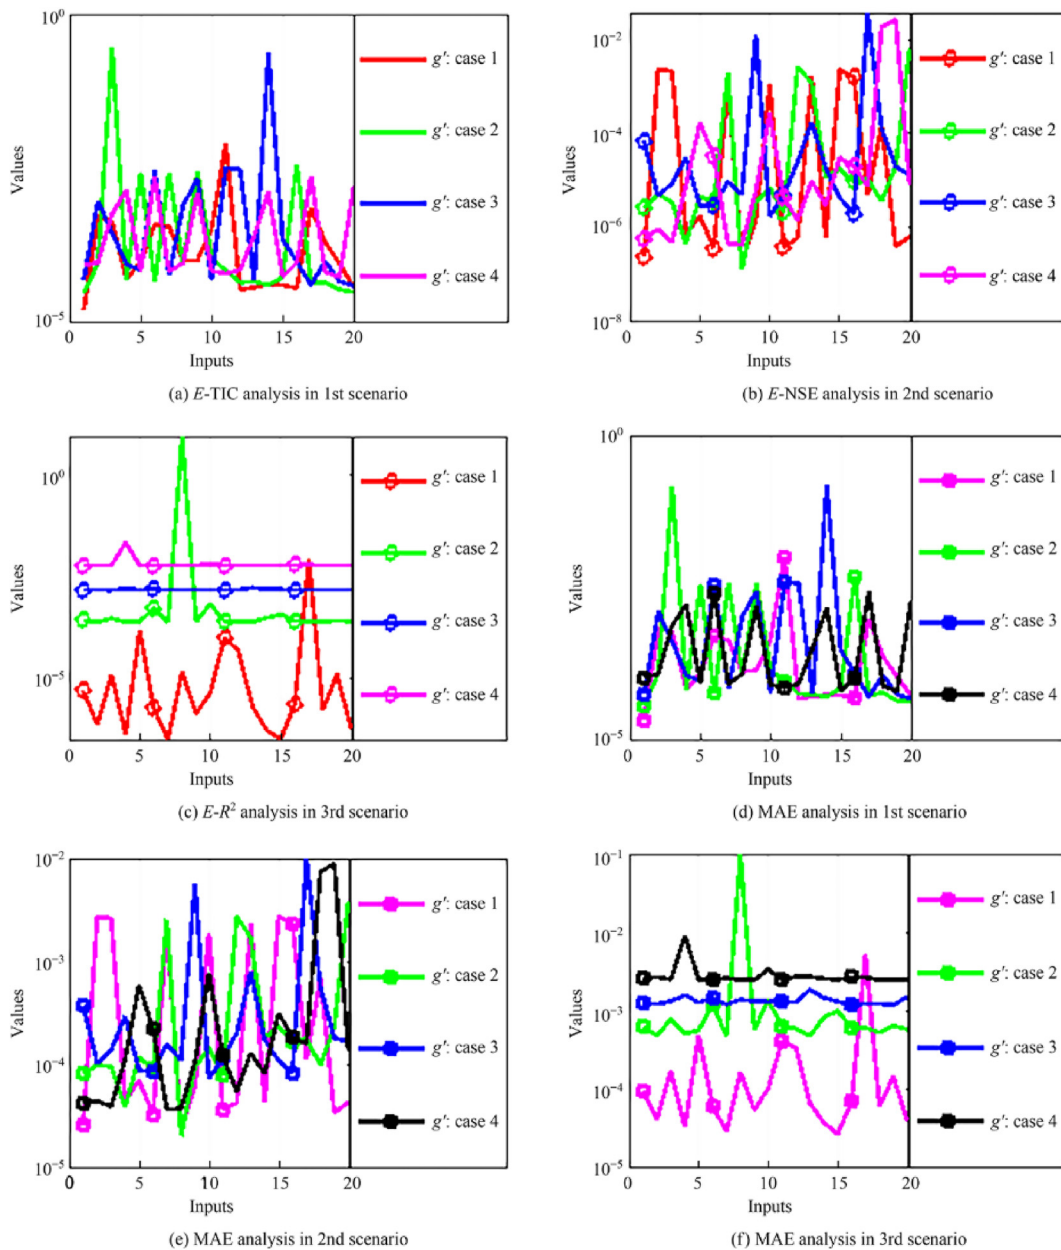 10⁰
Values
10⁻⁵
0
5
10
15
20
Inputs
g′: case 1
g′: case 2
g′: case 3
g′: case 4
(a) E-TIC analysis in 1st scenario
10⁻²
10⁻⁴
Values
10⁻⁶
10⁻⁸
0
5
10
15
20
Inputs
g′: case 1
g′: case 2
g′: case 3
g′: case 4
(b) E-NSE analysis in 2nd scenario
10⁰
Values
10⁻⁵
0
5
10
15
20
Inputs
g′: case 1
g′: case 2
g′: case 3
g′: case 4
(c) E-R² analysis in 3rd scenario
10⁰
Values
10⁻⁵
0
5
10
15
20
Inputs
g′: case 1
g′: case 2
g′: case 3
g′: case 4
(d) MAE analysis in 1st scenario
10⁻²
10⁻³
Values
10⁻⁴
10⁻⁵
0
5
10
15
20
Inputs
g′: case 1
g′: case 2
g′: case 3
g′: case 4
(e) MAE analysis in 2nd scenario
10⁻¹
10⁻²
Values
10⁻³
10⁻⁴
10⁻⁵
0
5
10
15
20
Inputs
g′: case 1
g′: case 2
g′: case 3
g′: case 4
(f) MAE analysis in 3rd scenario